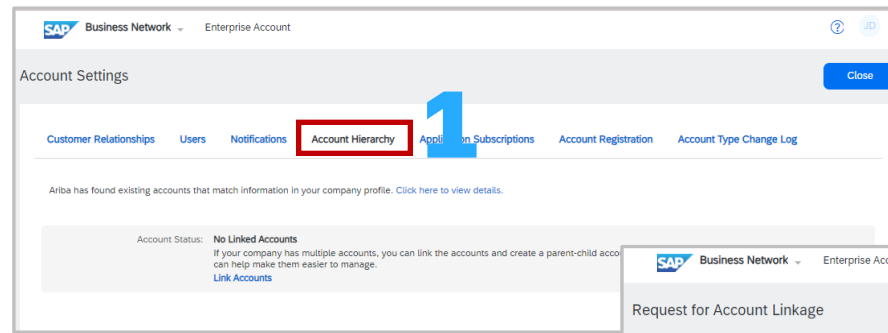 SAP Business Network Enterprise Account ? JD
Account Settings Close
1
Customer Relationships Users Notifications Account Hierarchy Application Subscriptions Account Registration Account Type Change Log
Ariba has found existing accounts that match information in your company profile. Click here to view details.
Account Status: No Linked Accounts
If your company has multiple accounts, you can link the accounts and create a parent-child acco
can help make them easier to manage.
Link Accounts
SAP Business Network Enterprise Acc
Request for Account Linkage